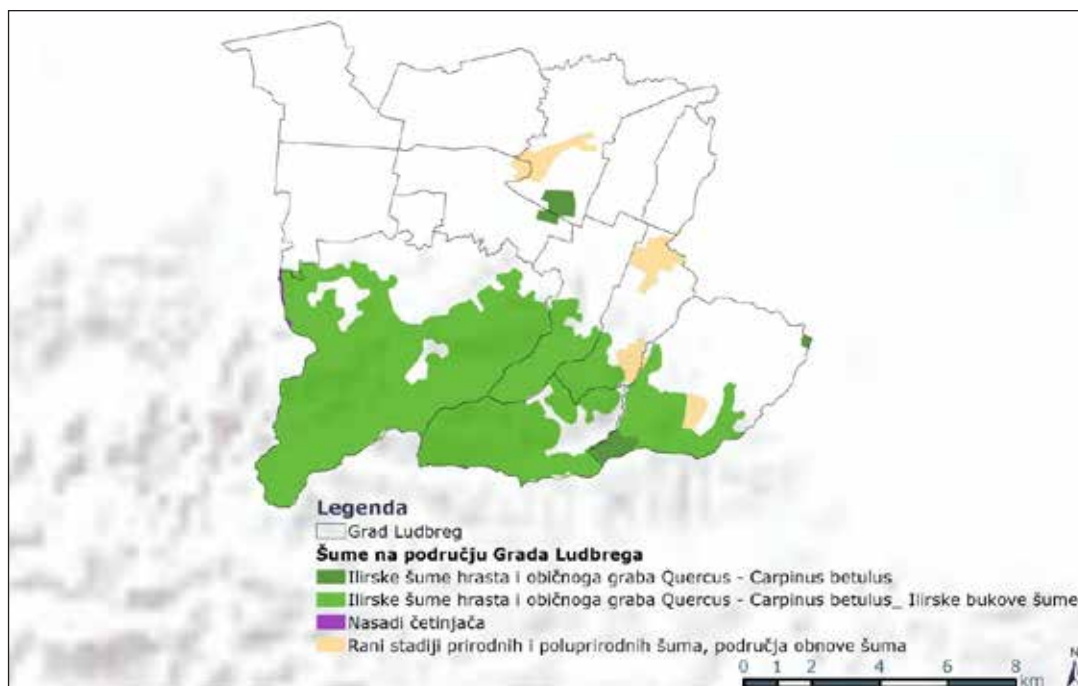 Legenda
Grad Ludbreg
Šume na području Grada Ludbrega
Ilirske šume hrasta i običnoga graba Quercus - Carpinus betulus
Ilirske šume hrasta i običnoga graba Quercus - Carpinus betulus_ Ilirske bukove šume
Nasadi četinjača
Rani stadiji prirodnih i poluprirodnih šuma, područja obnove šuma
0 1 2 4 6 8
km
N